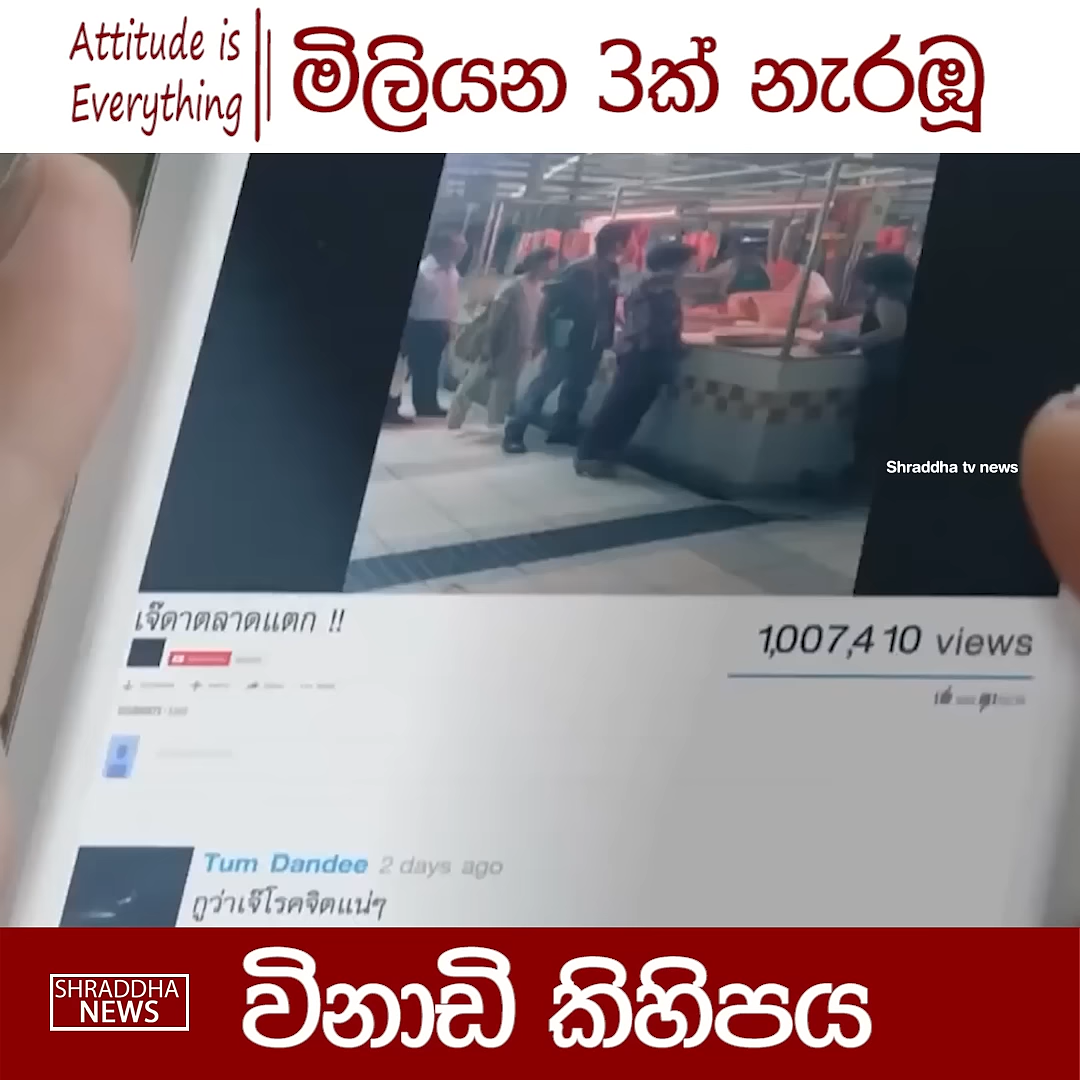 Attitude is
Everything
මිලියන 3ක් නැරඹූ
Shraddha tv news
เจ๊ดาตลาดแตก !!
1,007,410 views
Tum Dandee 2 days ago
กูว่าเจ๊โรคจิตแน่ๆ
SHRADDHA
NEWS
විනාඩි කිහිපය